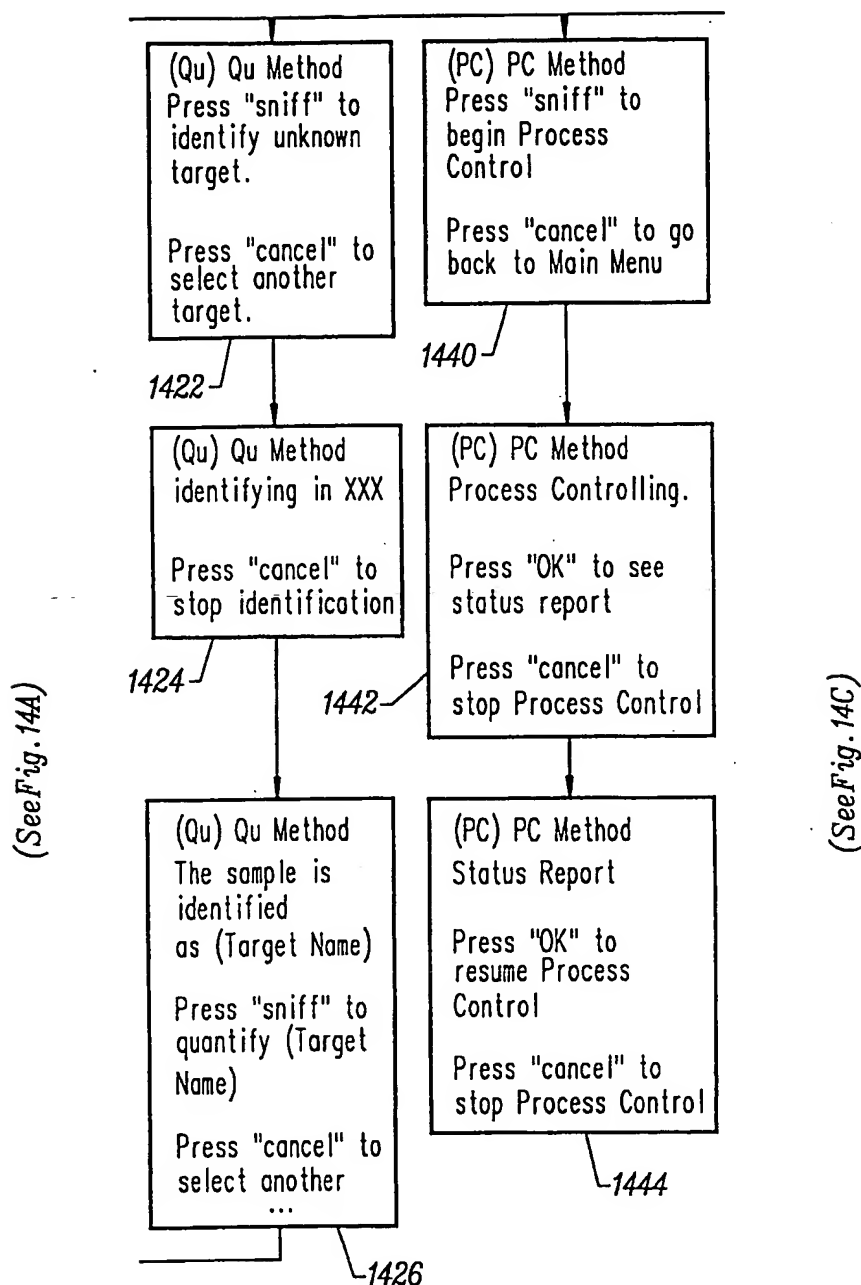 (Qu) Qu Method
Press "sniff" to
identify unknown
target.
Press "cancel" to
select another
target.
1422
(PC) PC Method
Press "sniff" to
begin Process
Control
Press "cancel" to go
back to Main Menu
1440
(Qu) Qu Method
identifying in XXX
Press "cancel" to
stop identification
1424
(PC) PC Method
Process Controlling.
Press "OK" to see
status report
Press "cancel" to
stop Process Control
1442
(Qu) Qu Method
The sample is
identified
as (Target Name)
Press "sniff" to
quantify (Target
Name)
Press "cancel" to
select another
...
1426
(PC) PC Method
Status Report
Press "OK" to
resume Process
Control
Press "cancel" to
stop Process Control
1444
(See Fig. 14A)
(See Fig. 14C)